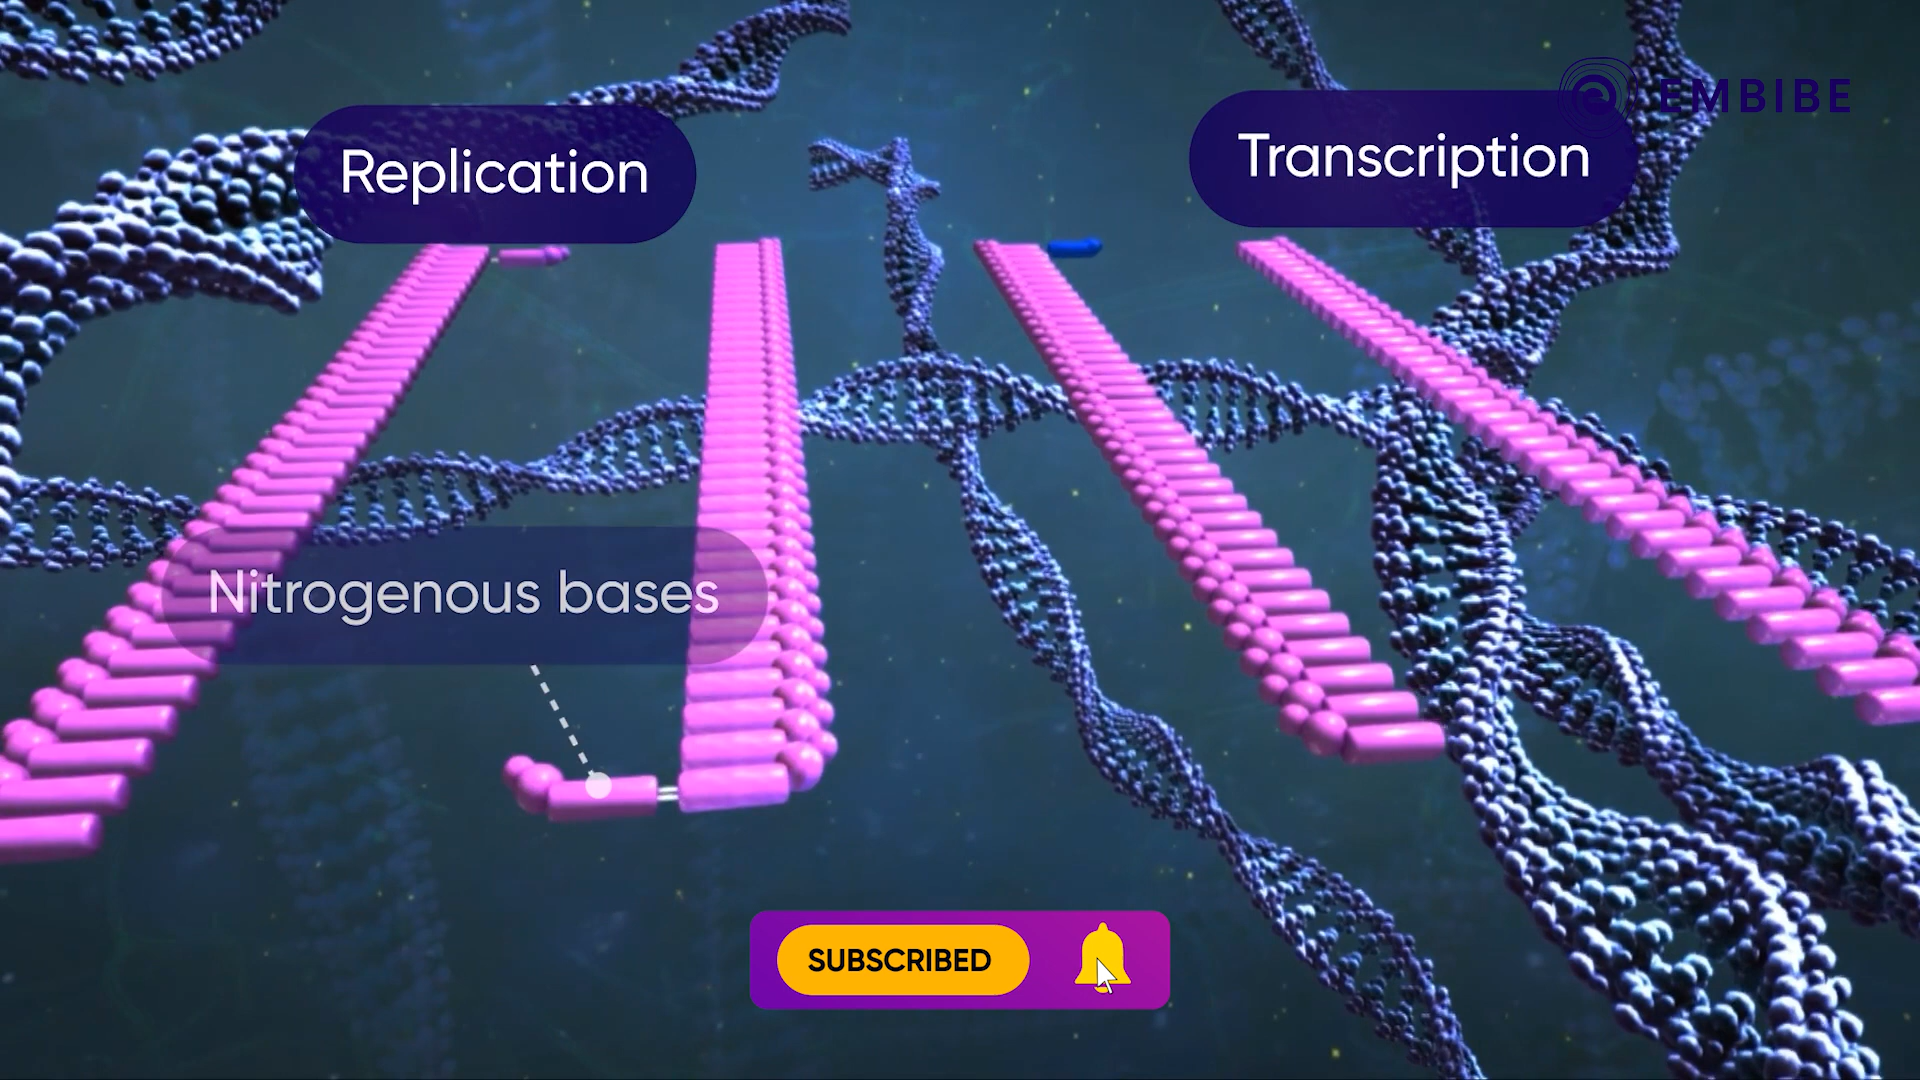 EMBIBE
Replication
Transcription
Nitrogenous bases
SUBSCRIBED